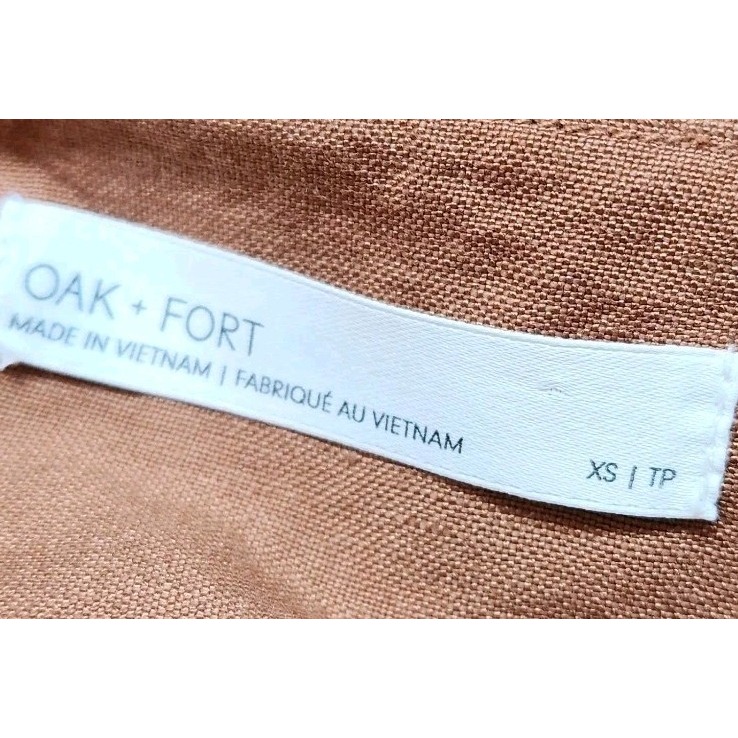 OAK + FORT
MADE IN VIETNAM | FABRIQUÉ AU VIETNAM
XS | TP